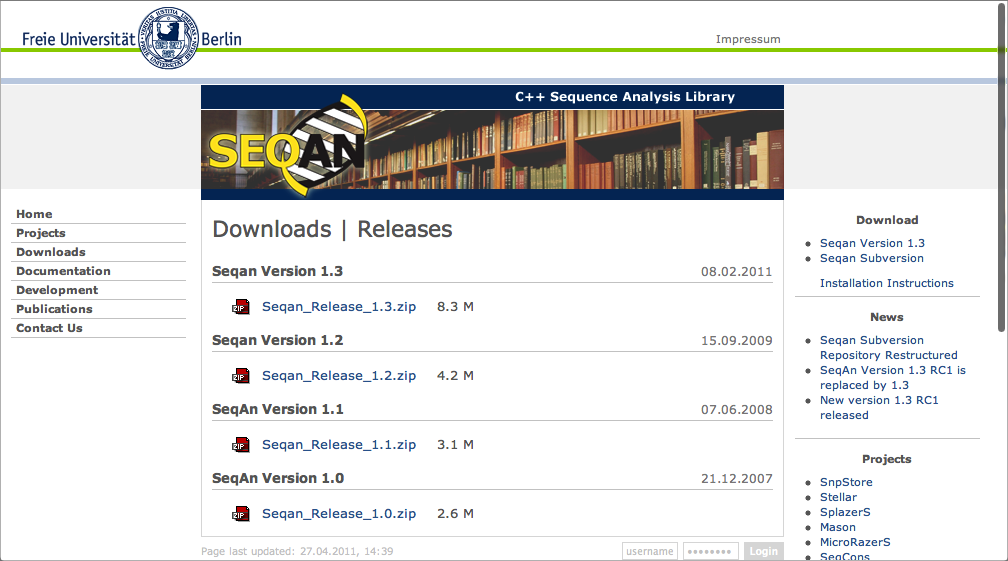 Freie Universität Berlin
Impressum
C++ Sequence Analysis Library
SEQAN
Home
Projects
Downloads
Documentation
Development
Publications
Contact Us
Downloads | Releases
Seqan Version 1.3 08.02.2011
ZIP Seqan_Release_1.3.zip 8.3 M
Seqan Version 1.2 15.09.2009
ZIP Seqan_Release_1.2.zip 4.2 M
SeqAn Version 1.1 07.06.2008
ZIP Seqan_Release_1.1.zip 3.1 M
SeqAn Version 1.0 21.12.2007
ZIP Seqan_Release_1.0.zip 2.6 M
Page last updated: 27.04.2011, 14:39
username •••••••• Login
Download
Seqan Version 1.3
Seqan Subversion
Installation Instructions
News
Seqan Subversion
Repository Restructured
SeqAn Version 1.3 RC1 is
replaced by 1.3
New version 1.3 RC1
released
Projects
SnpStore
Stellar
SplazerS
Mason
MicroRazerS
SeqCons